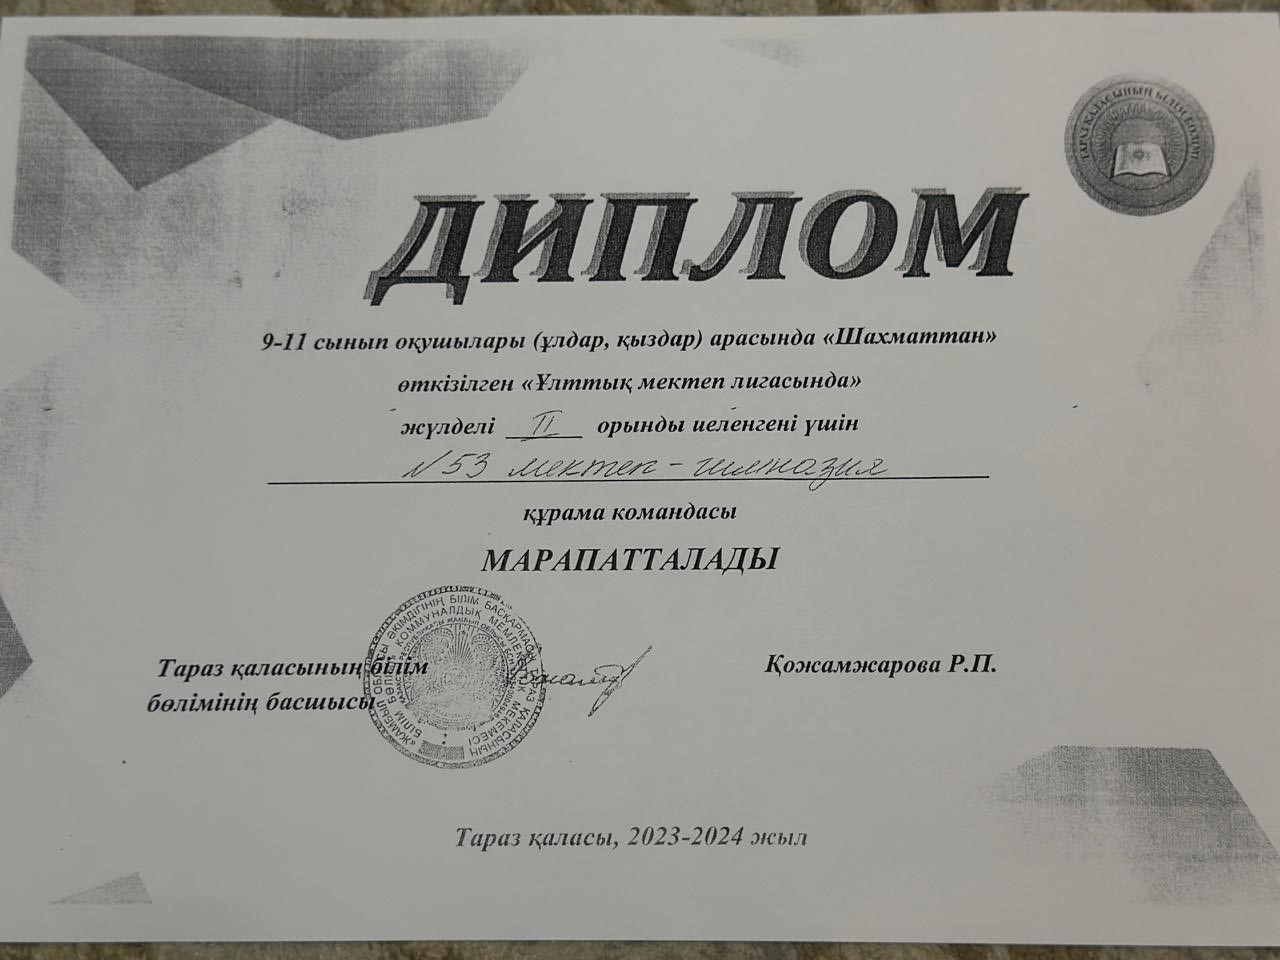 ТАРАЗ ҚАЛАСЫНЫҢ БІЛІМ БӨЛІМІ
ДИПЛОМ
9-11 сынып оқушылары (ұлдар, қыздар) арасында «Шахматтан»
өткізілген «Ұлттық мектеп лигасында»
жүлделі II орынды иеленгені үшін
№53 мектеп-гимназия
құрама командасы
МАРАПАТТАЛАДЫ
Тараз қаласының білім
бөлімінің басшысы
Қожамжарова Р.П.
«ЖАМБЫЛ ОБЛЫСЫ ӘКІМДІГІНІҢ БІЛІМ БАСҚАРМАСЫ ТАРАЗ ҚАЛАСЫНЫҢ
БІЛІМ БӨЛІМІ» КОММУНАЛДЫҚ МЕМЛЕКЕТТІК МЕКЕМЕСІ
Тараз қаласы, 2023-2024 жыл